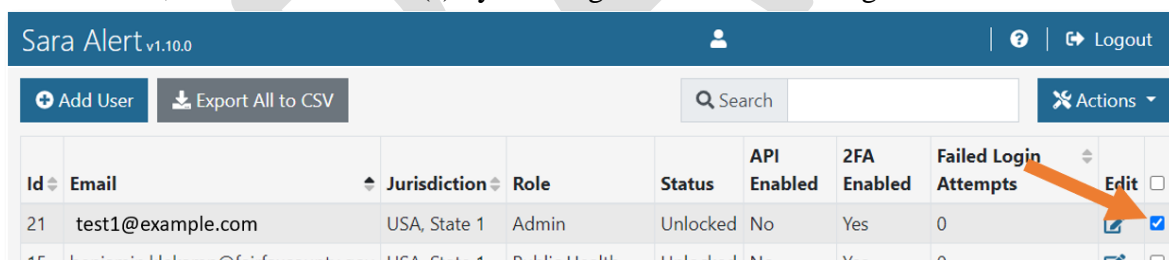 Sara Alert v1.10.0 Logout
Add User Export All to CSV Search Actions
Id Email Jurisdiction Role Status API Enabled 2FA Enabled Failed Login Attempts Edit
21 test1@example.com USA, State 1 Admin Unlocked No Yes 0